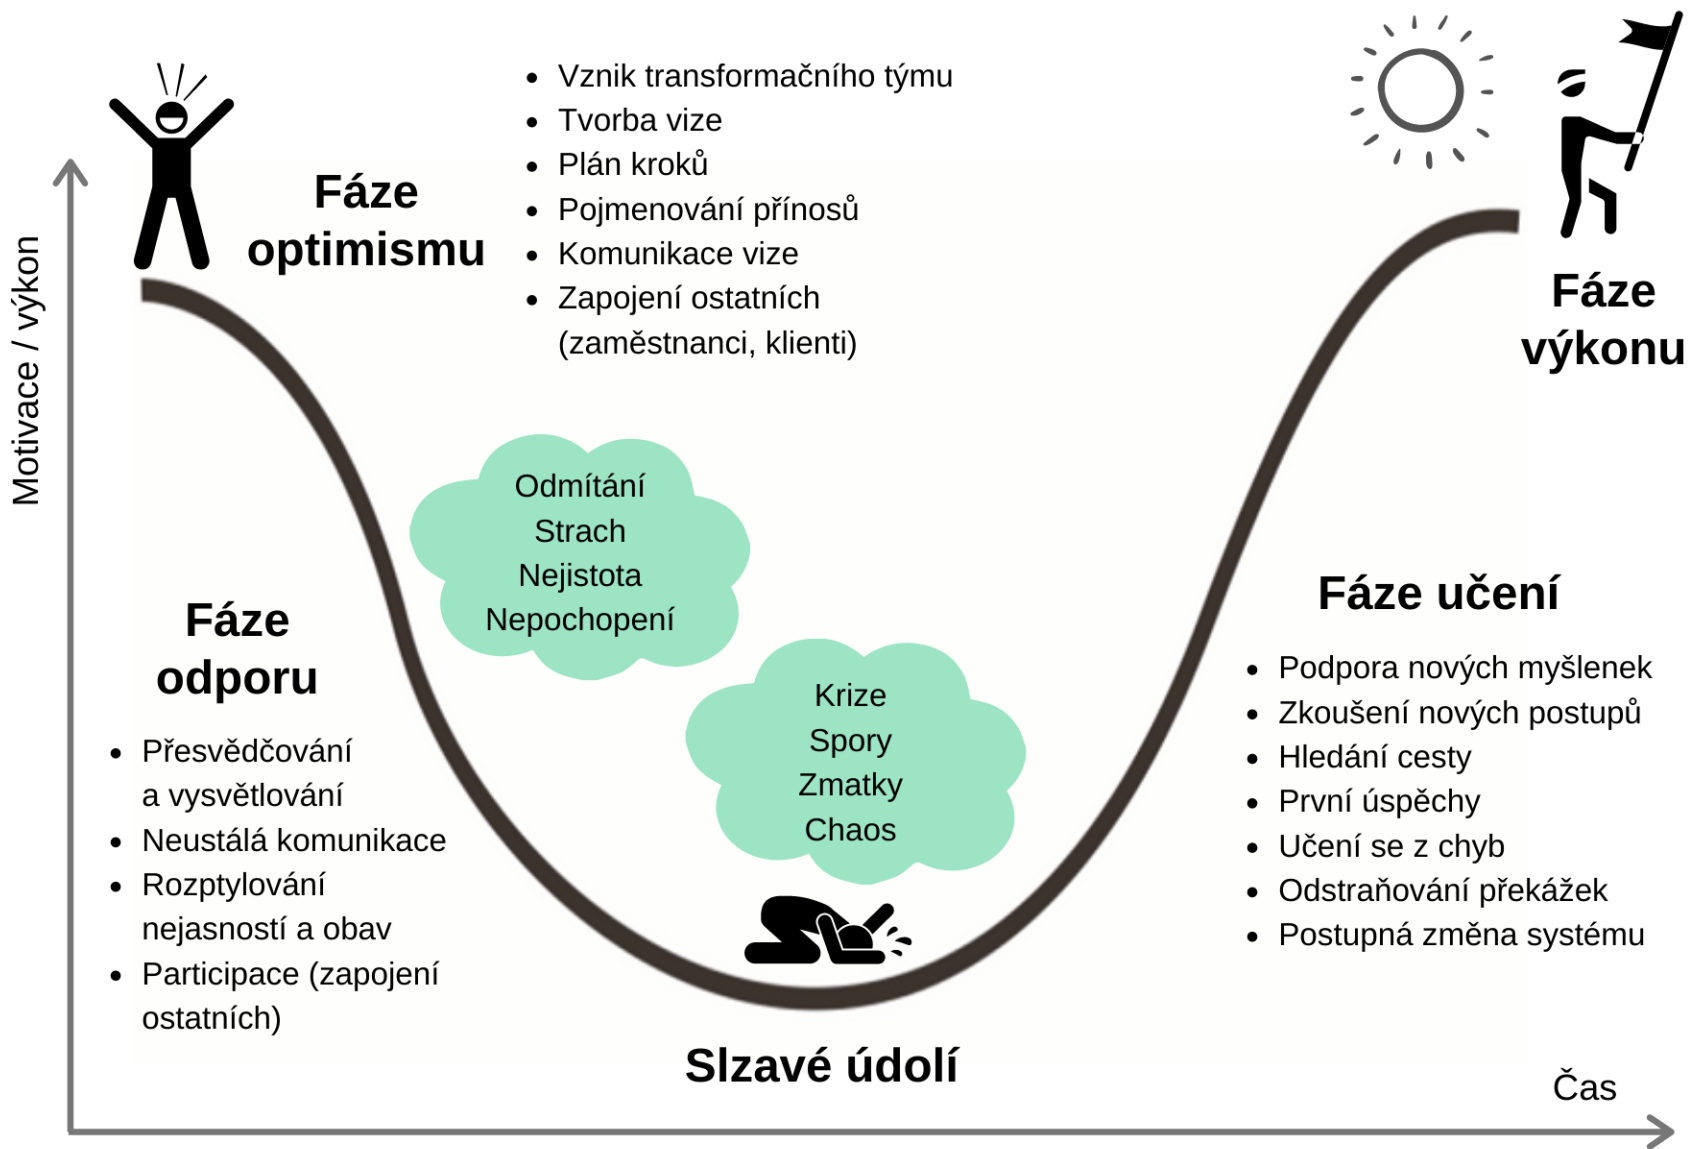 Motivace / výkon
Fáze
optimismu
Vznik transformačního týmu
Tvorba vize
Plán kroků
Pojmenování přínosů
Komunikace vize
Zapojení ostatních
(zaměstnanci, klienti)
Fáze
výkonu
Odmítání
Strach
Nejistota
Nepochopení
Fáze
odporu
Přesvědčování
a vysvětlování
Neustálá komunikace
Rozptylování
nejasností a obav
Participace (zapojení
ostatních)
Krize
Spory
Zmatky
Chaos
Slzavé údolí
Fáze učení
Podpora nových myšlenek
Zkoušení nových postupů
Hledání cesty
První úspěchy
Učení se z chyb
Odstraňování překážek
Postupná změna systému
Čas